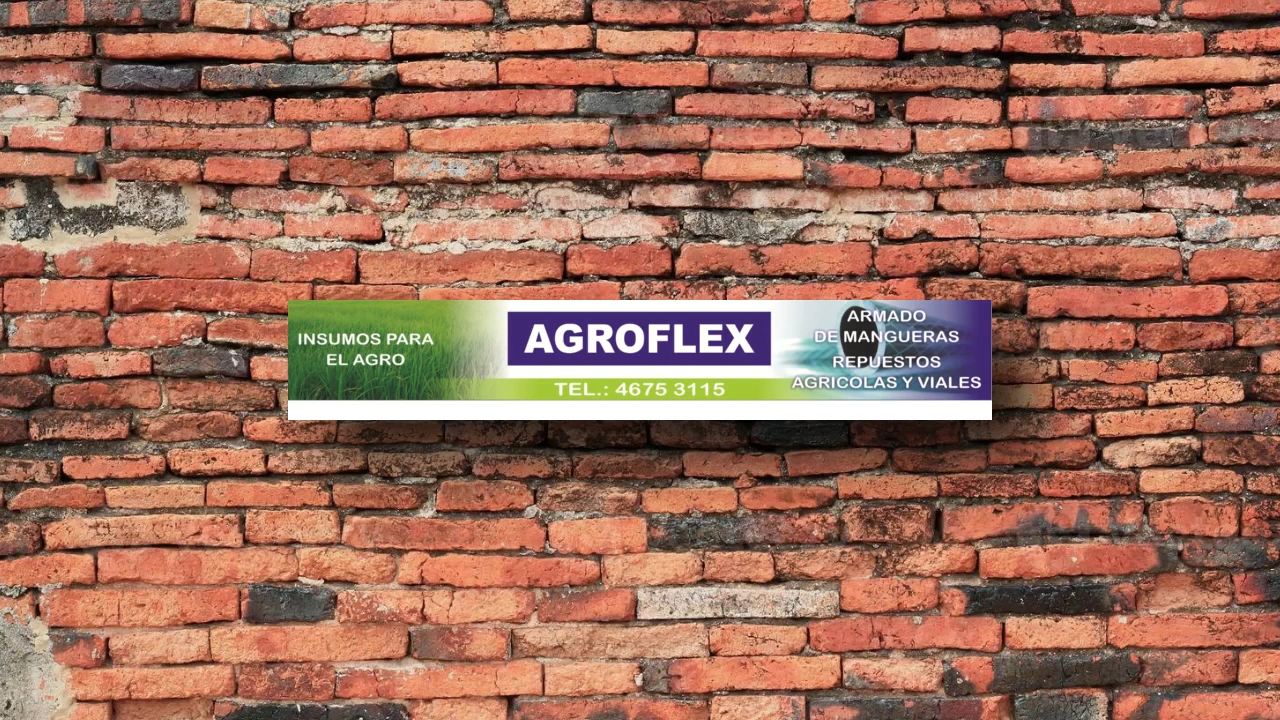 INSUMOS PARA
EL AGRO
AGROFLEX
TEL.: 4675 3115
ARMADO
DE MANGUERAS
REPUESTOS
AGRICOLAS Y VIALES